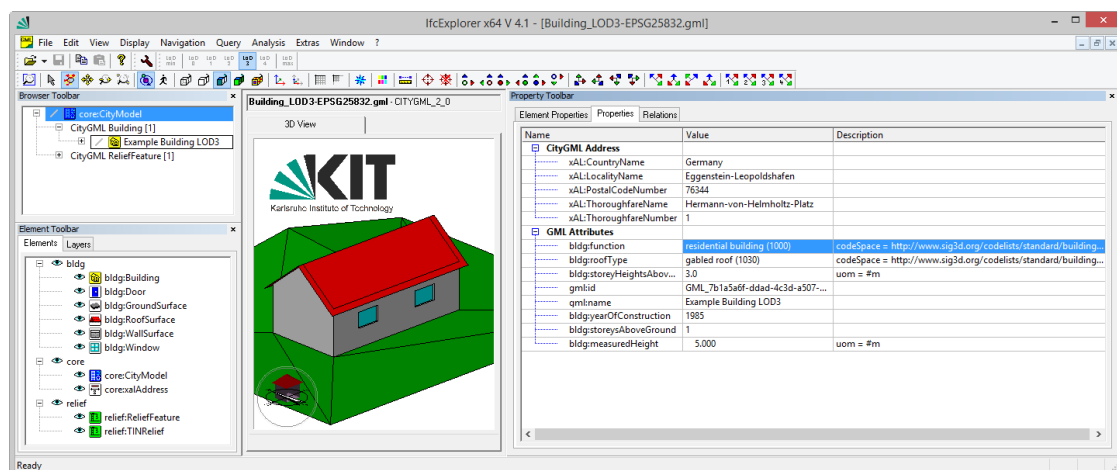 IfcExplorer x64 V 4.1 - [Building_LOD3-EPSG25832.gml]
File Edit View Display Navigation Query Analysis Extras Window ?
Browser Toolbar
core:CityModel
CityGML Building [1]
Example Building LOD3
CityGML ReliefFeature [1]
Element Toolbar
Elements Layers
bldg
bldg:Building
bldg:Door
bldg:GroundSurface
bldg:RoofSurface
bldg:WallSurface
bldg:Window
core
core:CityModel
core:xalAddress
relief
relief:ReliefFeature
relief:TINRelief
Building_LOD3-EPSG25832.gml - CITYGML_2_0
3D View
KIT
Karlsruhe Institute of Technology
Property Toolbar
Element Properties Properties Relations
Name Value Description
CityGML Address
xAL:CountryName Germany
xAL:LocalityName Eggenstein-Leopoldshafen
xAL:PostalCodeNumber 76344
xAL:ThoroughfareName Hermann-von-Helmholtz-Platz
xAL:ThoroughfareNumber 1
GML Attributes
bldg:function residential building (1000) codeSpace = http://www.sig3d.org/codelists/standard/building...
bldg:roofType gabled roof (1030) codeSpace = http://www.sig3d.org/codelists/standard/building...
bldg:storeyHeightsAbov... 3.0 uom = #m
gml:id GML_7b1a5a6f-ddad-4c3d-a507-...
gml:name Example Building LOD3
bldg:yearOfConstruction 1985
bldg:storeysAboveGround 1
bldg:measuredHeight 5.000 uom = #m
Ready